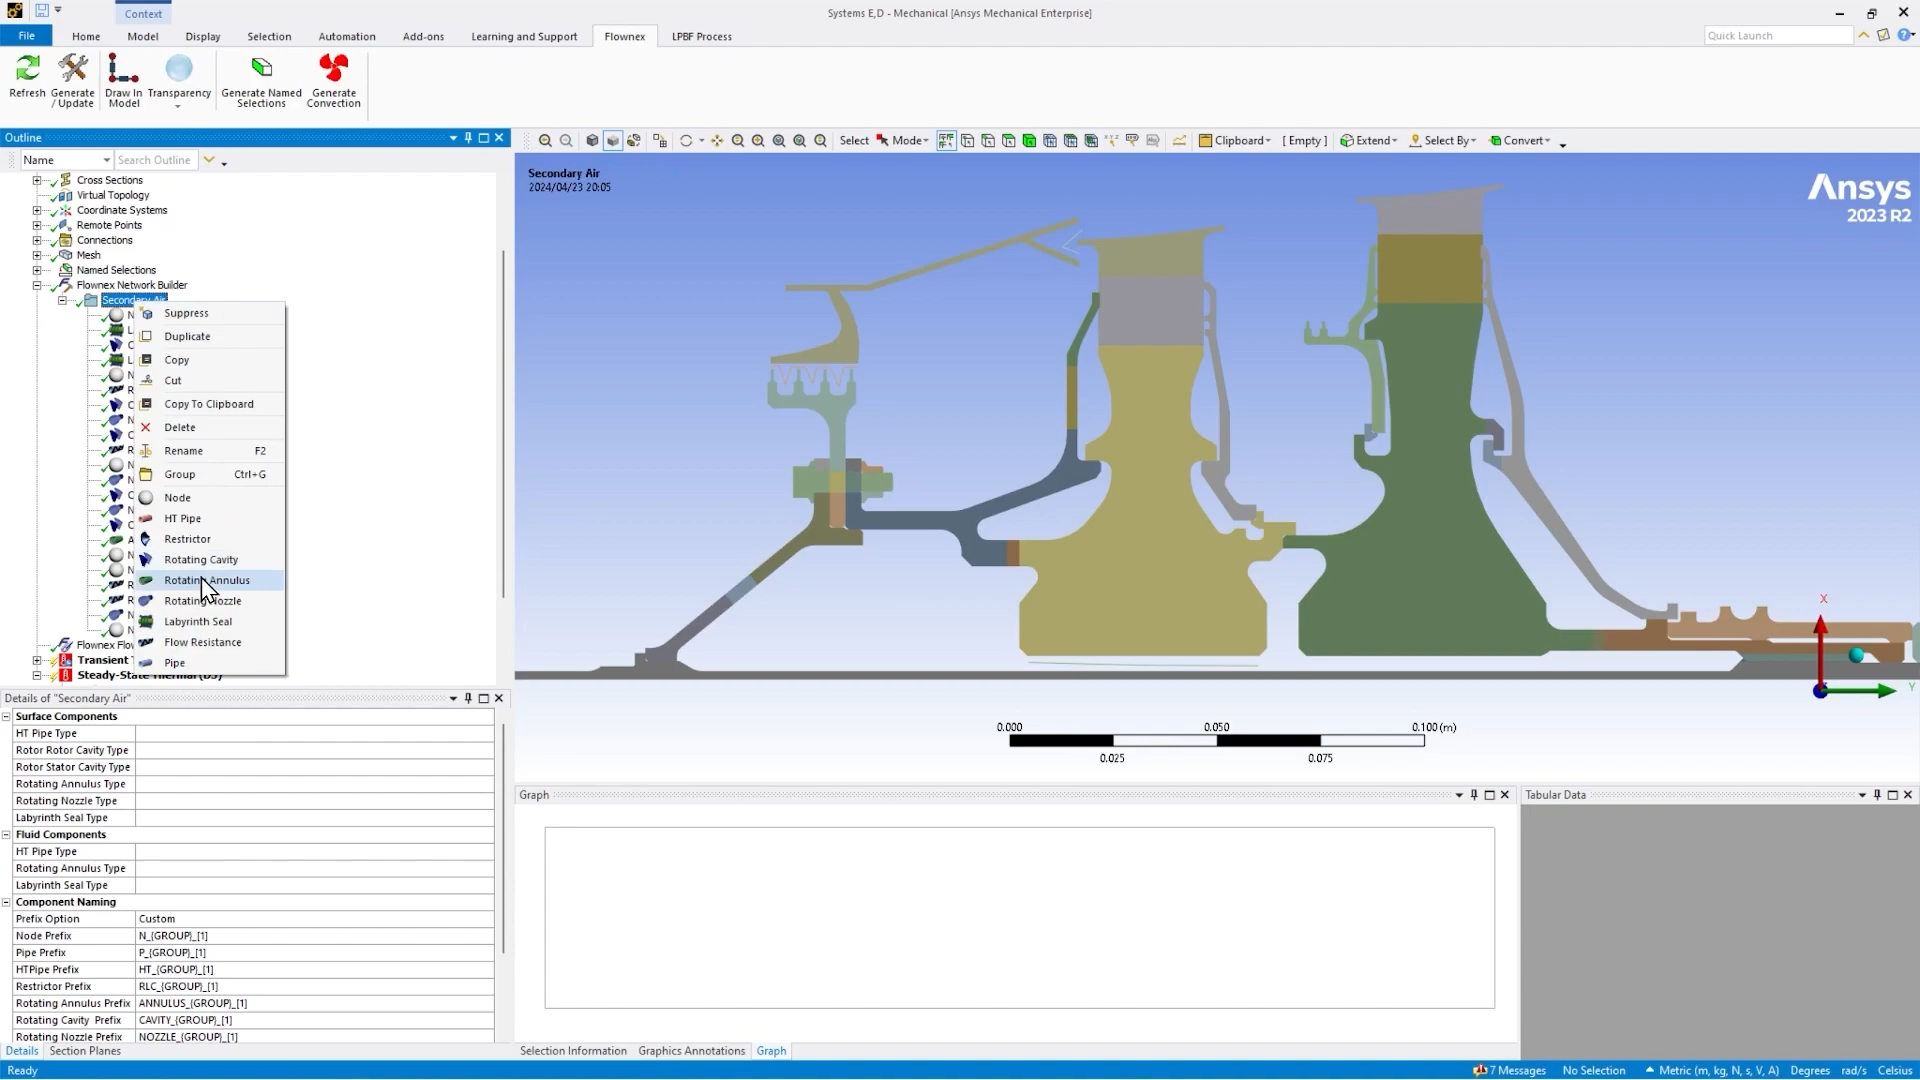 Context
Systems E,D - Mechanical [Ansys Mechanical Enterprise]
File Home Model Display Selection Automation Add-ons Learning and Support Flownex LPBF Process
Quick Launch
Refresh Generate / Update Draw In Model Transparency Generate Named Selections Generate Convection
Outline
Name Search Outline
Select Mode Clipboard [ Empty ] Extend Select By Convert
Cross Sections
Virtual Topology
Coordinate Systems
Remote Points
Connections
Mesh
Named Selections
Flownex Network Builder
Secondary Air
Suppress
Duplicate
Copy
Cut
Copy To Clipboard
Delete
Rename F2
Group Ctrl+G
Node
HT Pipe
Restrictor
Rotating Cavity
Rotating Annulus
Rotating Nozzle
Labyrinth Seal
Flow Resistance
Pipe
Flownex Flow
Transient T
Steady-State Thermal (D5)
Secondary Air
2024/04/23 20:05
Ansys
2023 R2
X
Y
0.000 0.050 0.100 (m)
0.025 0.075
Details of "Secondary Air"
Surface Components
HT Pipe Type
Rotor Rotor Cavity Type
Rotor Stator Cavity Type
Rotating Annulus Type
Rotating Nozzle Type
Labyrinth Seal Type
Fluid Components
HT Pipe Type
Rotating Annulus Type
Labyrinth Seal Type
Component Naming
Prefix Option Custom
Node Prefix N_{GROUP}_[1]
Pipe Prefix P_{GROUP}_[1]
HTPipe Prefix HT_{GROUP}_[1]
Restrictor Prefix RLC_{GROUP}_[1]
Rotating Annulus Prefix ANNULUS_{GROUP}_[1]
Rotating Cavity Prefix CAVITY_{GROUP}_[1]
Rotating Nozzle Prefix NOZZLE_{GROUP}_[1]
Details Section Planes
Graph
Tabular Data
Selection Information Graphics Annotations Graph
Ready
7 Messages No Selection Metric (m, kg, N, s, V, A) Degrees rad/s Celsius